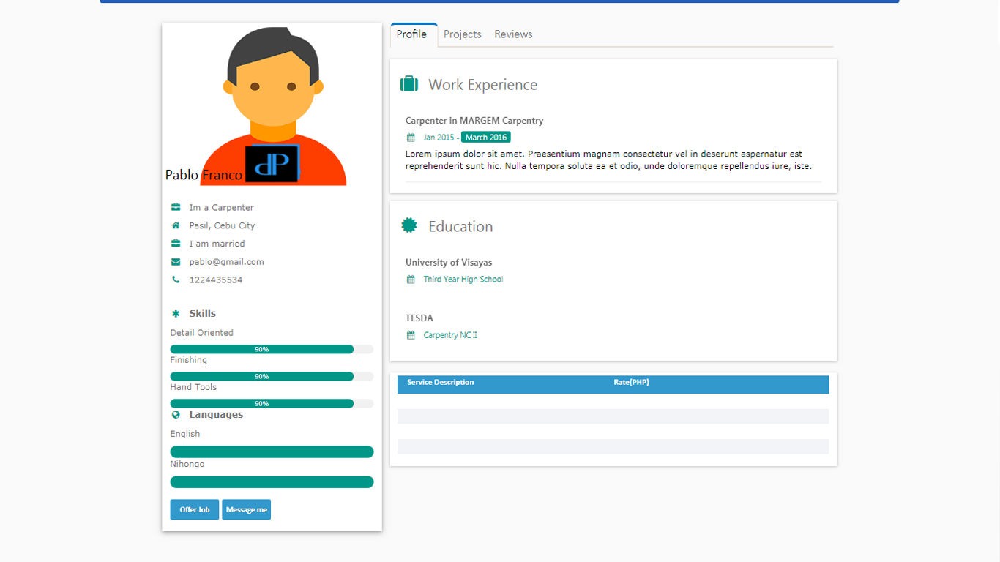 Pablo Franco
dP
Im a Carpenter
Pasil, Cebu City
I am married
pablo@gmail.com
1224435534
Skills
Detail Oriented
90%
Finishing
90%
Hand Tools
90%
Languages
English
Nihongo
Offer Job Message me
Profile Projects Reviews
Work Experience
Carpenter in MARGEM Carpentry
Jan 2015 - March 2016
Lorem ipsum dolor sit amet. Praesentium magnam consectetur vel in deserunt aspernatur est
reprehenderit sunt hic. Nulla tempora soluta ea et odio, unde doloremque repellendus iure, iste.
Education
University of Visayas
Third Year High School
TESDA
Carpentry NC II
Service Description Rate(PHP)